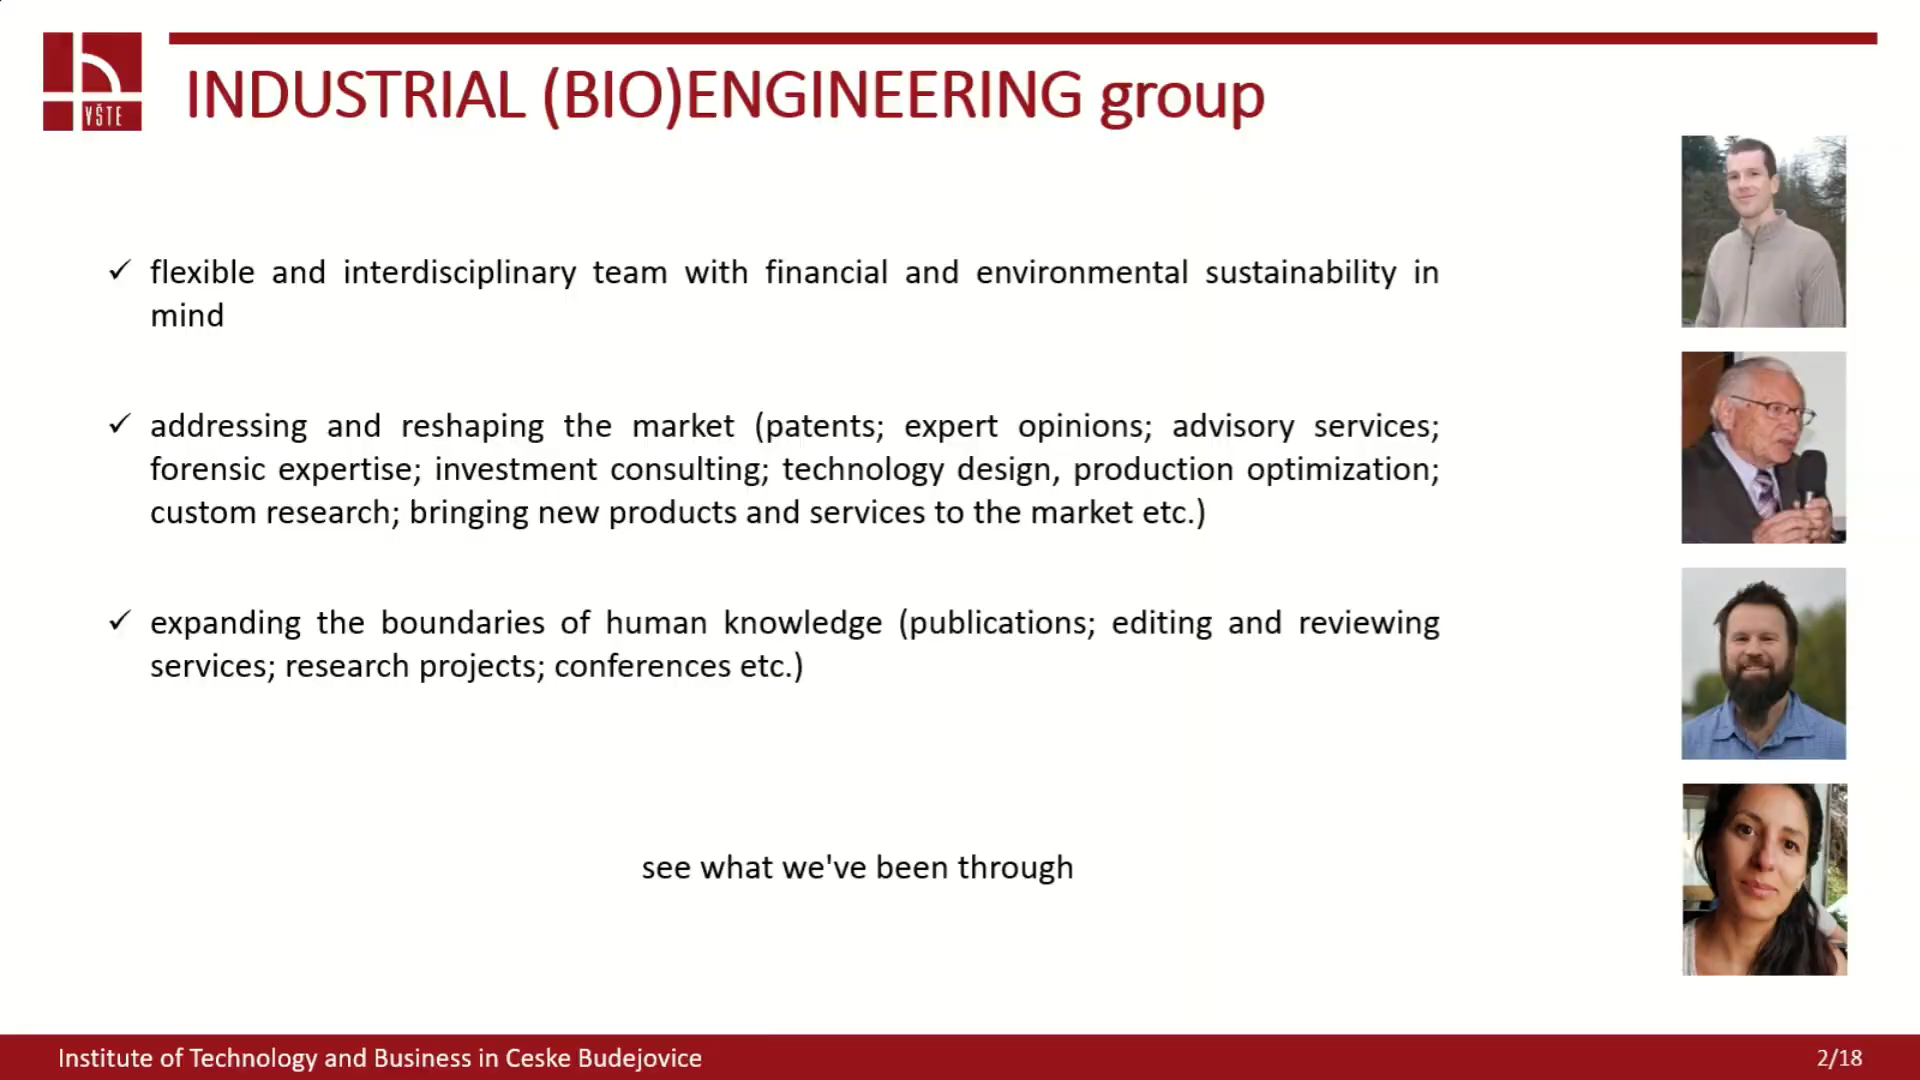 VŠTE
INDUSTRIAL (BIO)ENGINEERING group
✓ flexible and interdisciplinary team with financial and environmental sustainability in
mind
✓ addressing and reshaping the market (patents; expert opinions; advisory services;
forensic expertise; investment consulting; technology design, production optimization;
custom research; bringing new products and services to the market etc.)
✓ expanding the boundaries of human knowledge (publications; editing and reviewing
services; research projects; conferences etc.)
see what we've been through
Institute of Technology and Business in Ceske Budejovice
2/18